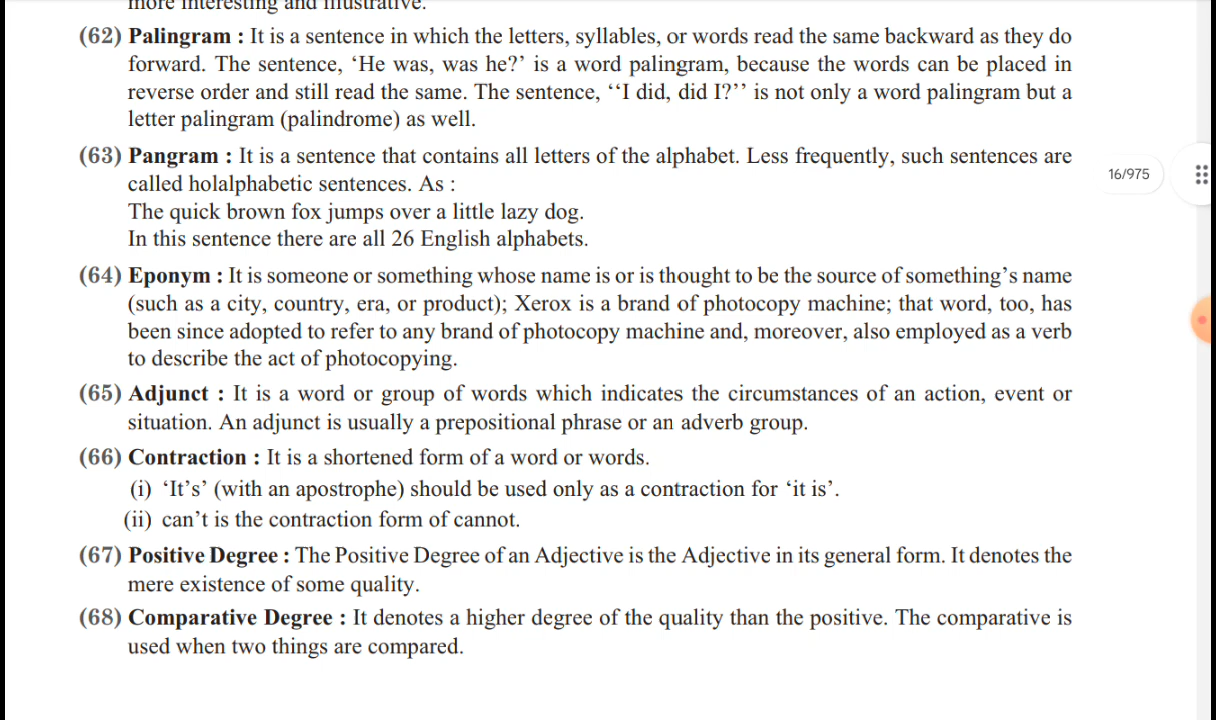 more interesting and illustrative.
(62) Palingram : It is a sentence in which the letters, syllables, or words read the same backward as they do
forward. The sentence, ‘He was, was he?’ is a word palingram, because the words can be placed in
reverse order and still read the same. The sentence, ‘‘I did, did I?’’ is not only a word palingram but a
letter palingram (palindrome) as well.
(63) Pangram : It is a sentence that contains all letters of the alphabet. Less frequently, such sentences are
called holalphabetic sentences. As :
The quick brown fox jumps over a little lazy dog.
In this sentence there are all 26 English alphabets.
16/975
(64) Eponym : It is someone or something whose name is or is thought to be the source of something’s name
(such as a city, country, era, or product); Xerox is a brand of photocopy machine; that word, too, has
been since adopted to refer to any brand of photocopy machine and, moreover, also employed as a verb
to describe the act of photocopying.
(65) Adjunct : It is a word or group of words which indicates the circumstances of an action, event or
situation. An adjunct is usually a prepositional phrase or an adverb group.
(66) Contraction : It is a shortened form of a word or words.
(i) ‘It’s’ (with an apostrophe) should be used only as a contraction for ‘it is’.
(ii) can’t is the contraction form of cannot.
(67) Positive Degree : The Positive Degree of an Adjective is the Adjective in its general form. It denotes the
mere existence of some quality.
(68) Comparative Degree : It denotes a higher degree of the quality than the positive. The comparative is
used when two things are compared.